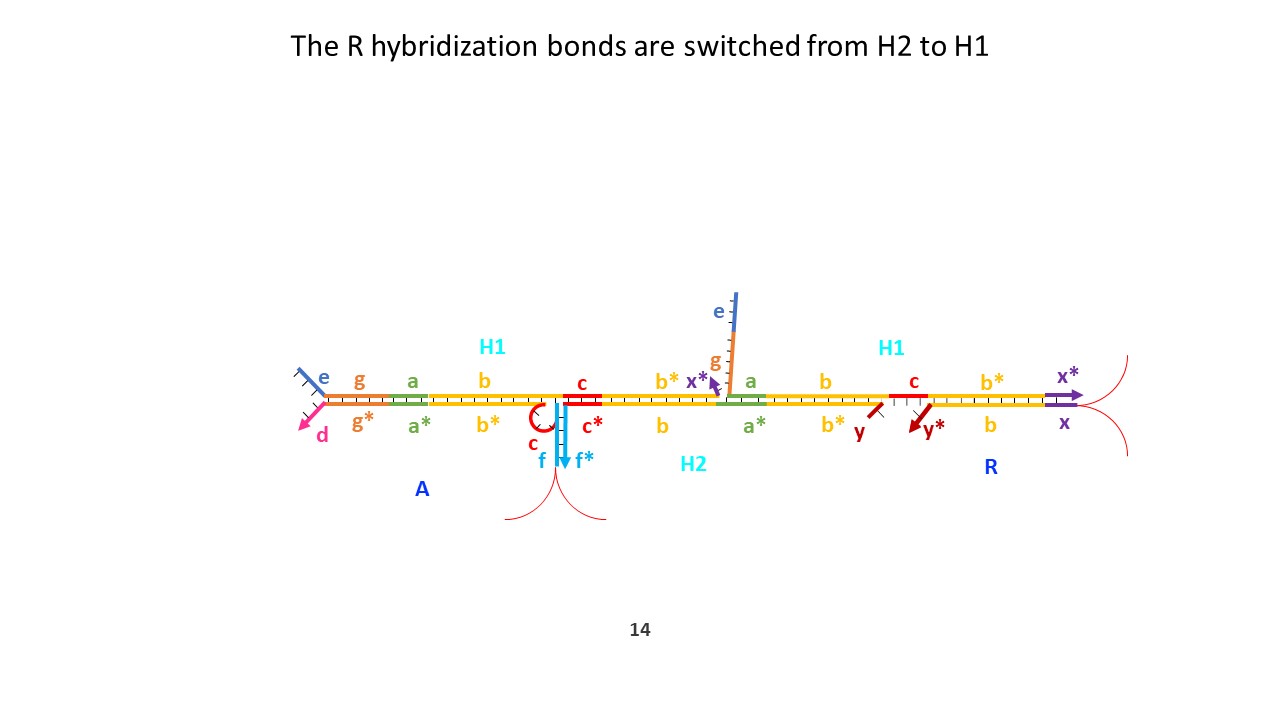 The R hybridization bonds are switched from H2 to H1
e
H1
H1
g
e g a b c b* x* a b c b* x*
d g* a* b* c c* b a* b* y y* b x
f f* H2 R
A
14